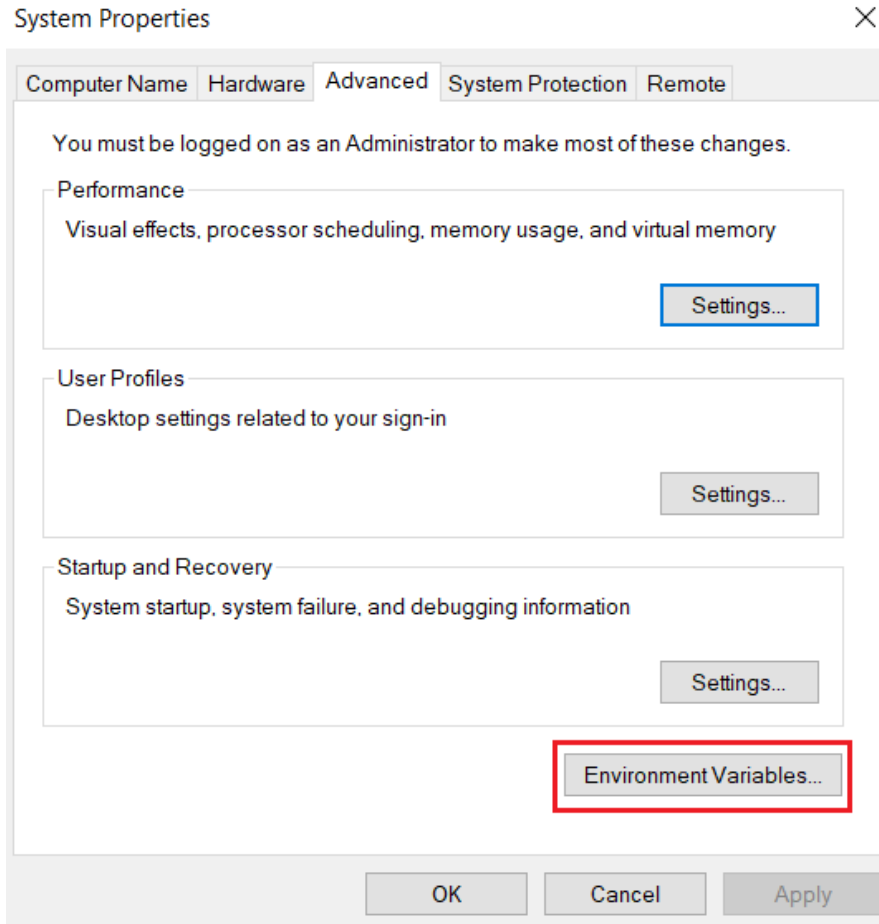 System Properties
Computer Name Hardware Advanced System Protection Remote
You must be logged on as an Administrator to make most of these changes.
Performance
Visual effects, processor scheduling, memory usage, and virtual memory
Settings...
User Profiles
Desktop settings related to your sign-in
Settings...
Startup and Recovery
System startup, system failure, and debugging information
Settings...
Environment Variables...
OK Cancel Apply